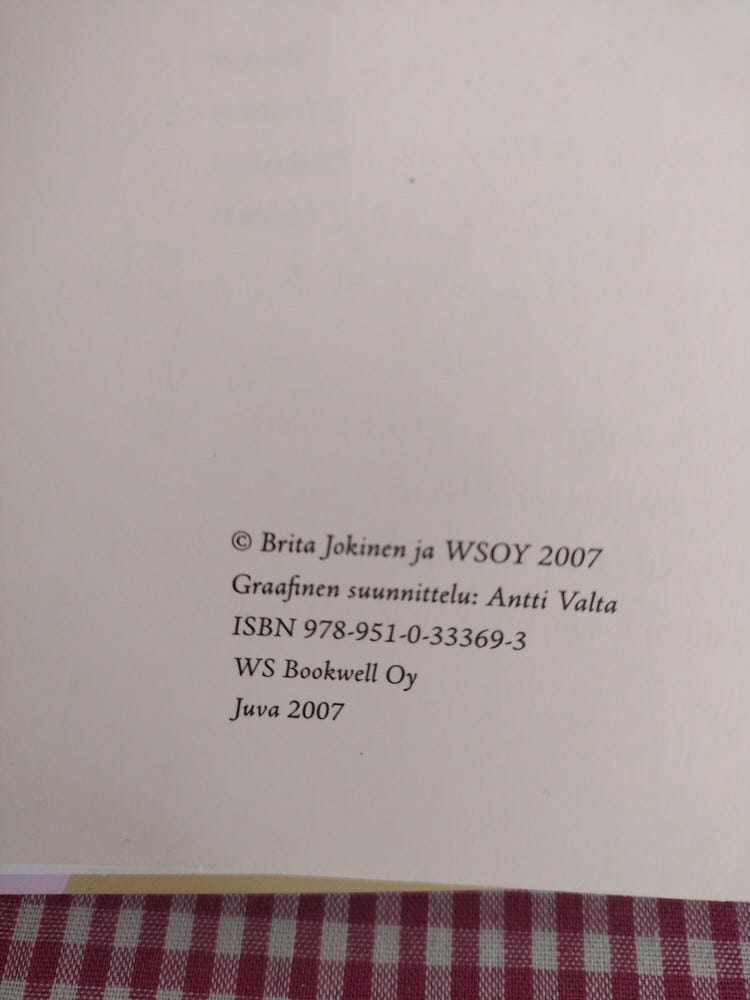 © Brita Jokinen ja WSOY 2007
Graafinen suunnittelu: Antti Valta
ISBN 978-951-0-33369-3
WS Bookwell Oy
Juva 2007